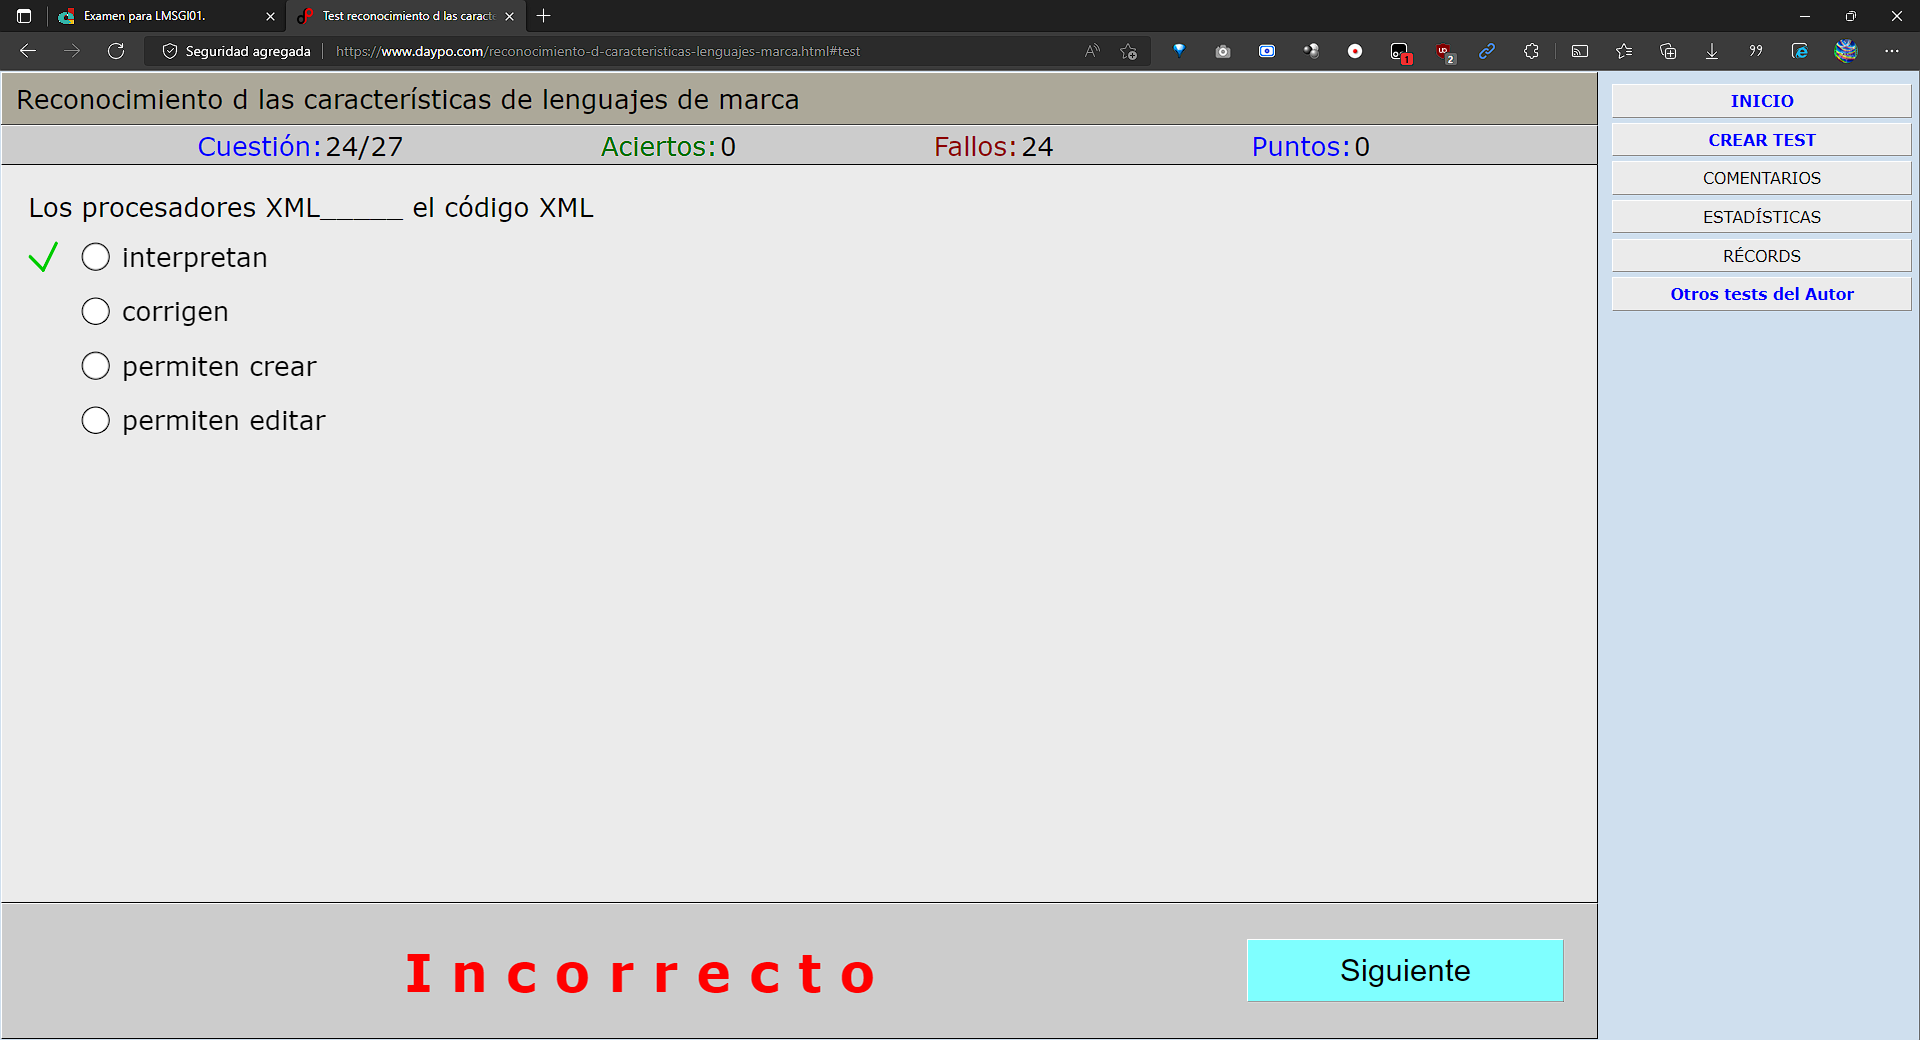 Examen para LMSGI01.
Test reconocimiento d las caracte
Seguridad agregada
https://www.daypo.com/reconocimiento-d-caracteristicas-lenguajes-marca.html#test
1
2
Reconocimiento d las características de lenguajes de marca
Cuestión: 24/27
Aciertos: 0
Fallos: 24
Puntos: 0
Los procesadores XML_____ el código XML
interpretan
corrigen
permiten crear
permiten editar
Incorrecto
Siguiente
INICIO
CREAR TEST
COMENTARIOS
ESTADÍSTICAS
RÉCORDS
Otros tests del Autor